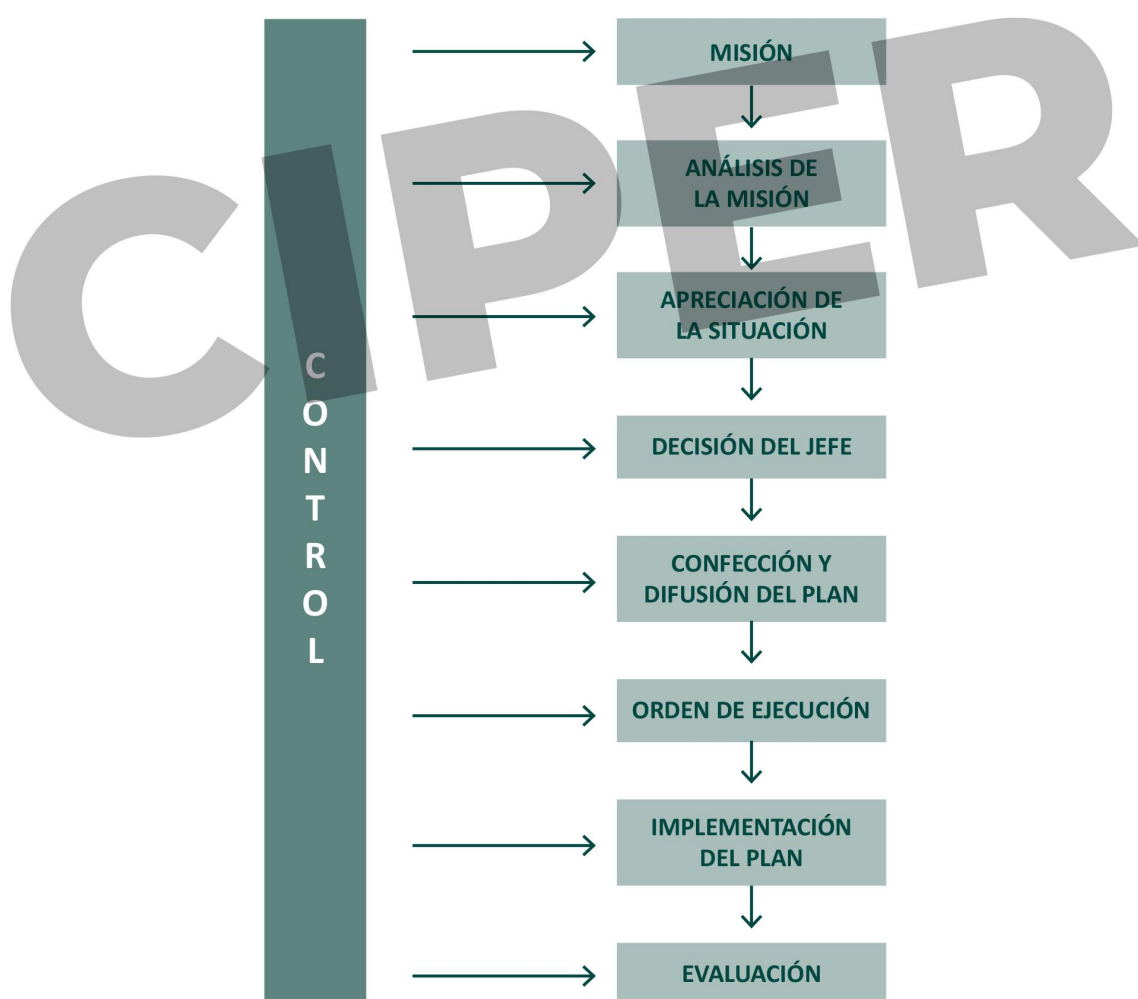 CIPER
CONTROL
MISIÓN
ANÁLISIS DE
LA MISIÓN
APRECIACIÓN DE
LA SITUACIÓN
DECISIÓN DEL JEFE
CONFECCIÓN Y
DIFUSIÓN DEL PLAN
ORDEN DE EJECUCIÓN
IMPLEMENTACIÓN
DEL PLAN
EVALUACIÓN